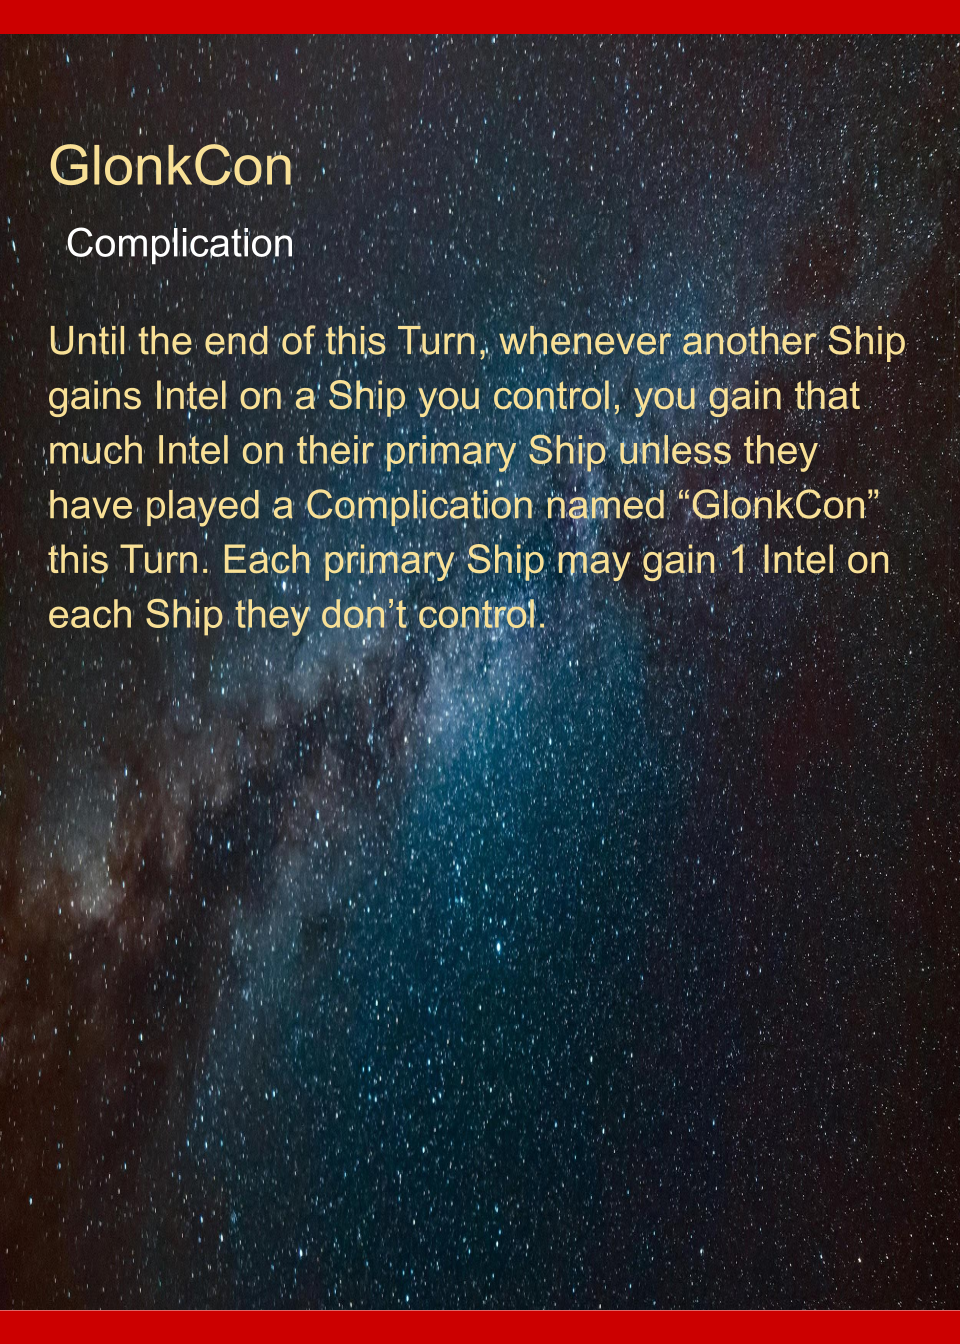 GlonkCon
Complication
Until the end of this Turn, whenever another Ship
gains Intel on a Ship you control, you gain that
much Intel on their primary Ship unless they
have played a Complication named “GlonkCon”
this Turn. Each primary Ship may gain 1 Intel on
each Ship they don’t control.